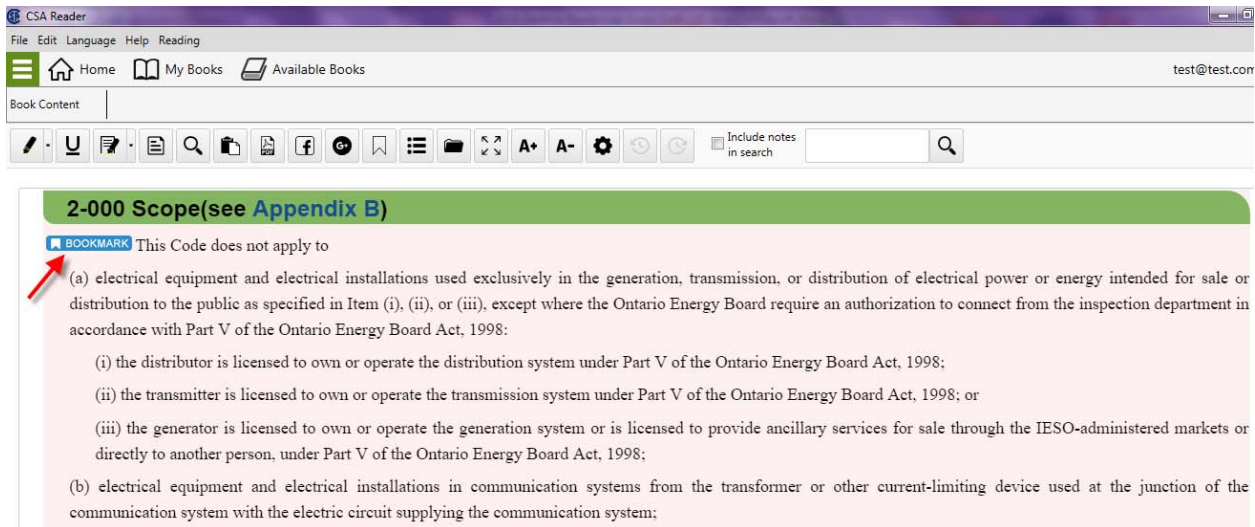 CSA Reader
File Edit Language Help Reading
Home My Books Available Books test@test.com
Book Content
U A+ A- Include notes
in search
2-000 Scope(see Appendix B)
BOOKMARK This Code does not apply to
(a) electrical equipment and electrical installations used exclusively in the generation, transmission, or distribution of electrical power or energy intended for sale or
distribution to the public as specified in Item (i), (ii), or (iii), except where the Ontario Energy Board require an authorization to connect from the inspection department in
accordance with Part V of the Ontario Energy Board Act, 1998:
(i) the distributor is licensed to own or operate the distribution system under Part V of the Ontario Energy Board Act, 1998;
(ii) the transmitter is licensed to own or operate the transmission system under Part V of the Ontario Energy Board Act, 1998; or
(iii) the generator is licensed to own or operate the generation system or is licensed to provide ancillary services for sale through the IESO-administered markets or
directly to another person, under Part V of the Ontario Energy Board Act, 1998;
(b) electrical equipment and electrical installations in communication systems from the transformer or other current-limiting device used at the junction of the
communication system with the electric circuit supplying the communication system;